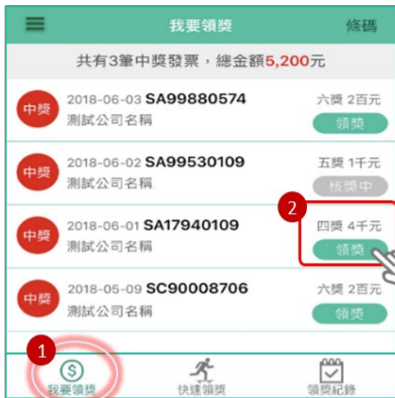 我要領獎
條碼
共有3筆中獎發票，總金額5,200元
中獎
2018-06-03 SA99880574
六獎 2百元
測試公司名稱
領獎
中獎
2018-06-02 SA99530109
五獎 1千元
測試公司名稱
核獎中
2
中獎
2018-06-01 SA17940109
四獎 4千元
測試公司名稱
領獎
中獎
2018-05-09 SC90008706
六獎 2百元
測試公司名稱
領獎
1
我要領獎
快速領獎
領獎紀錄